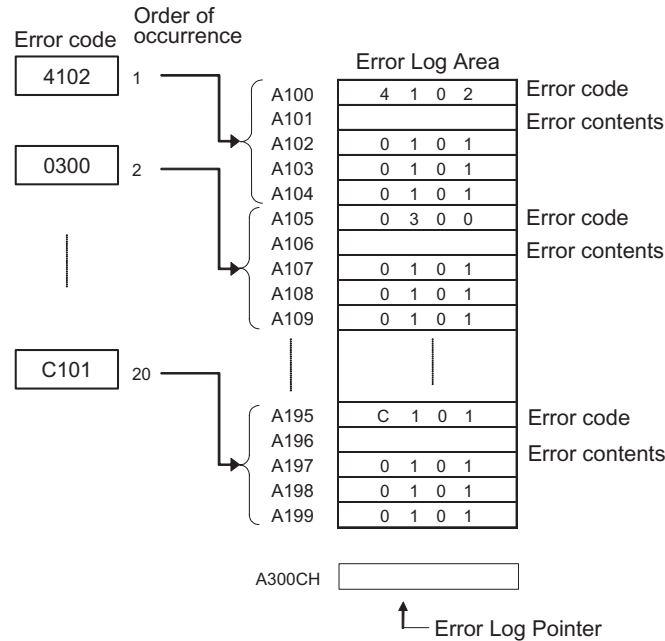 Order of
occurrence
Error code
Error Log Area
4102 1
A100 4 1 0 2 Error code
A101 Error contents
A102 0 1 0 1
A103 0 1 0 1
A104 0 1 0 1
0300 2
A105 0 3 0 0 Error code
A106 Error contents
A107 0 1 0 1
A108 0 1 0 1
A109 0 1 0 1
C101 20
A195 C 1 0 1 Error code
A196 Error contents
A197 0 1 0 1
A198 0 1 0 1
A199 0 1 0 1
A300CH
Error Log Pointer